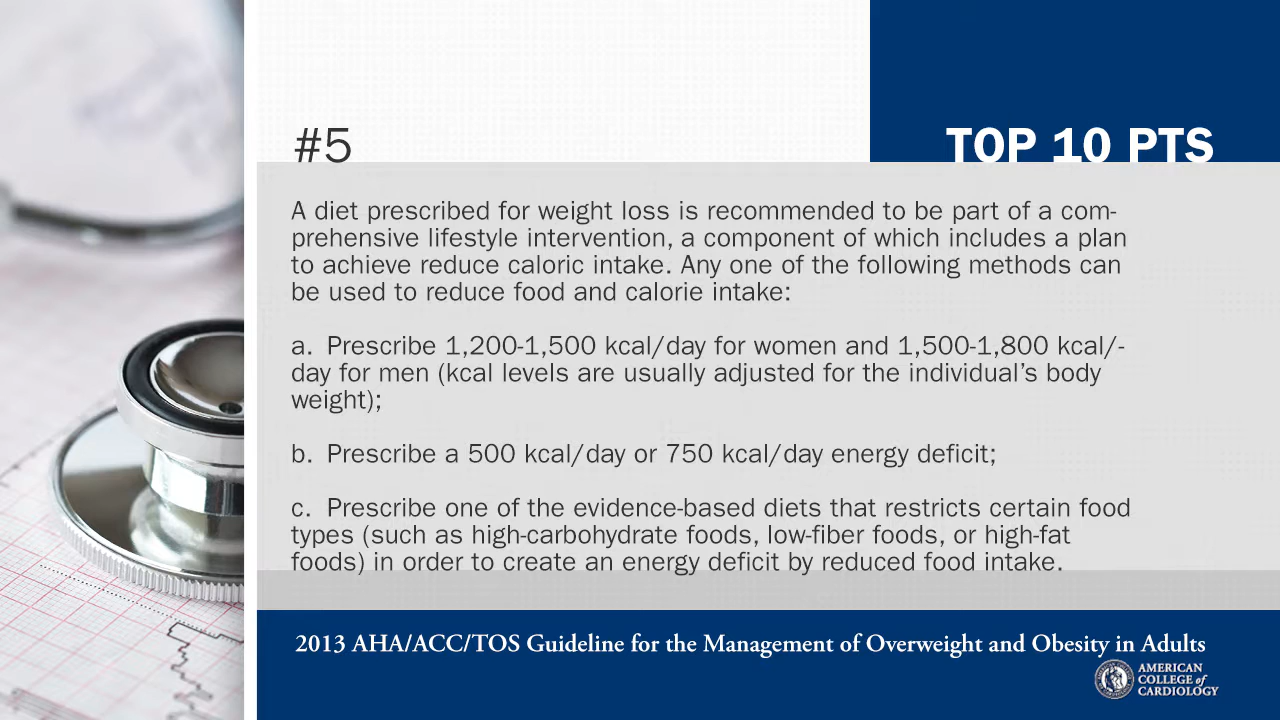 #5
TOP 10 PTS
A diet prescribed for weight loss is recommended to be part of a com-
prehensive lifestyle intervention, a component of which includes a plan
to achieve reduce caloric intake. Any one of the following methods can
be used to reduce food and calorie intake:
a. Prescribe 1,200-1,500 kcal/day for women and 1,500-1,800 kcal/-
day for men (kcal levels are usually adjusted for the individual’s body
weight);
b. Prescribe a 500 kcal/day or 750 kcal/day energy deficit;
c. Prescribe one of the evidence-based diets that restricts certain food
types (such as high-carbohydrate foods, low-fiber foods, or high-fat
foods) in order to create an energy deficit by reduced food intake.
2013 AHA/ACC/TOS Guideline for the Management of Overweight and Obesity in Adults
AMERICAN
COLLEGE of
CARDIOLOGY